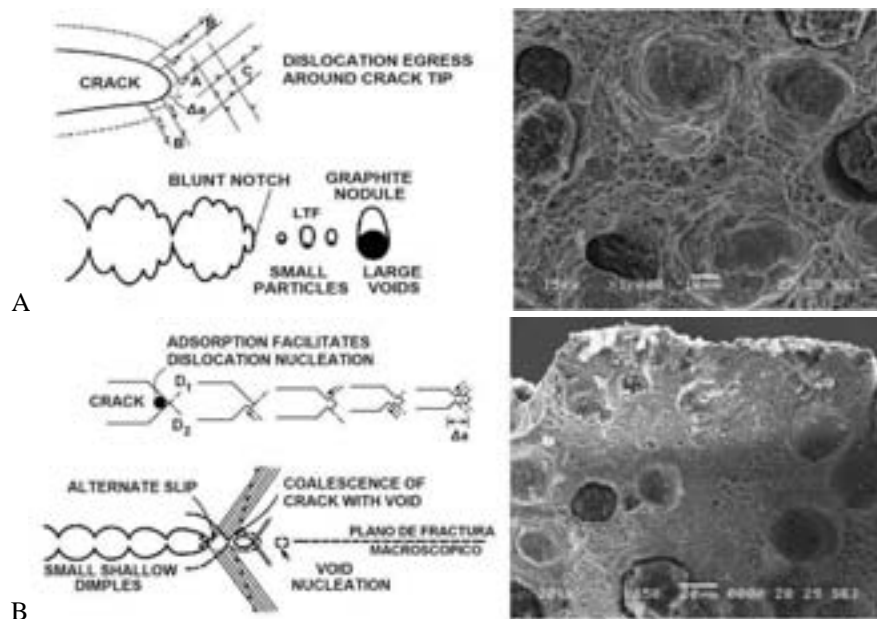 CRACK
DISLOCATION EGRESS
AROUND CRACK TIP
B
A
C
Δa
B
BLUNT NOTCH
GRAPHITE
NODULE
LTF
SMALL
PARTICLES
LARGE
VOIDS
A
ADSORPTION FACILITATES
DISLOCATION NUCLEATION
CRACK
D1
D2
Δa
ALTERNATE SLIP
COALESCENCE OF
CRACK WITH VOID
PLANO DE FRACTURA
MACROSCOPICO
SMALL SHALLOW
DIMPLES
VOID
NUCLEATION
B